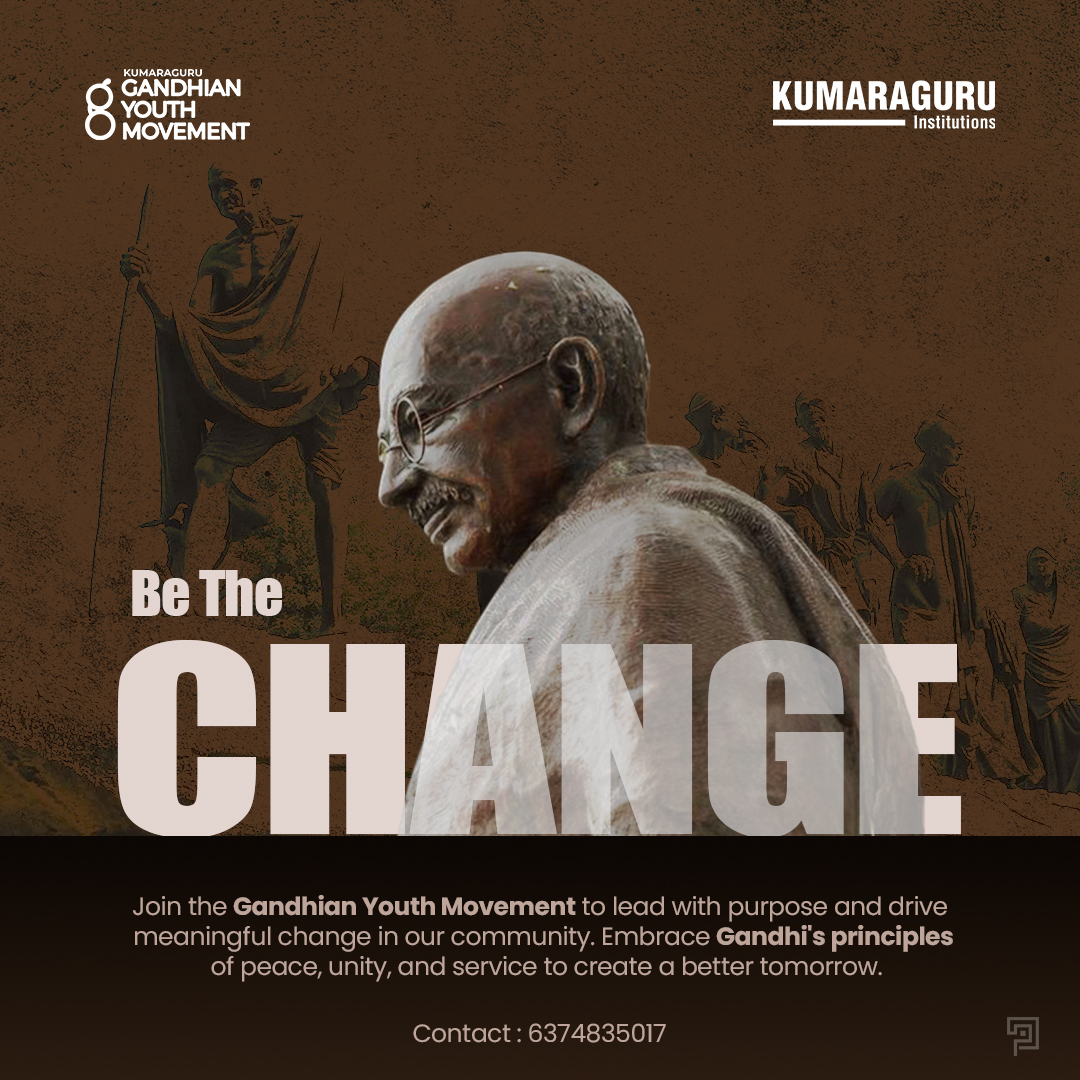 KUMARAGURU
GANDHIAN
YOUTH
MOVEMENT
KUMARAGURU
Institutions
Be The
CHANGE
Join the Gandhian Youth Movement to lead with purpose and drive
meaningful change in our community. Embrace Gandhi's principles
of peace, unity, and service to create a better tomorrow.
Contact : 6374835017